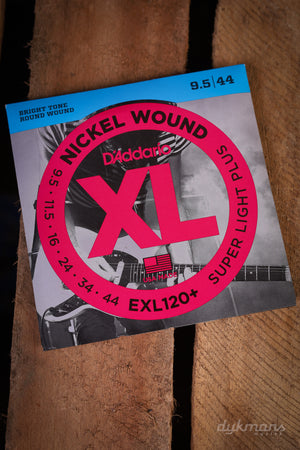 BRIGHT TONE
ROUND WOUND
9.5/44
NICKEL WOUND
D'Addario
XL
9.5 • 11.5 • 16 • 24 • 34 • 44
EXL120+
SUPER LIGHT PLUS
dykmans